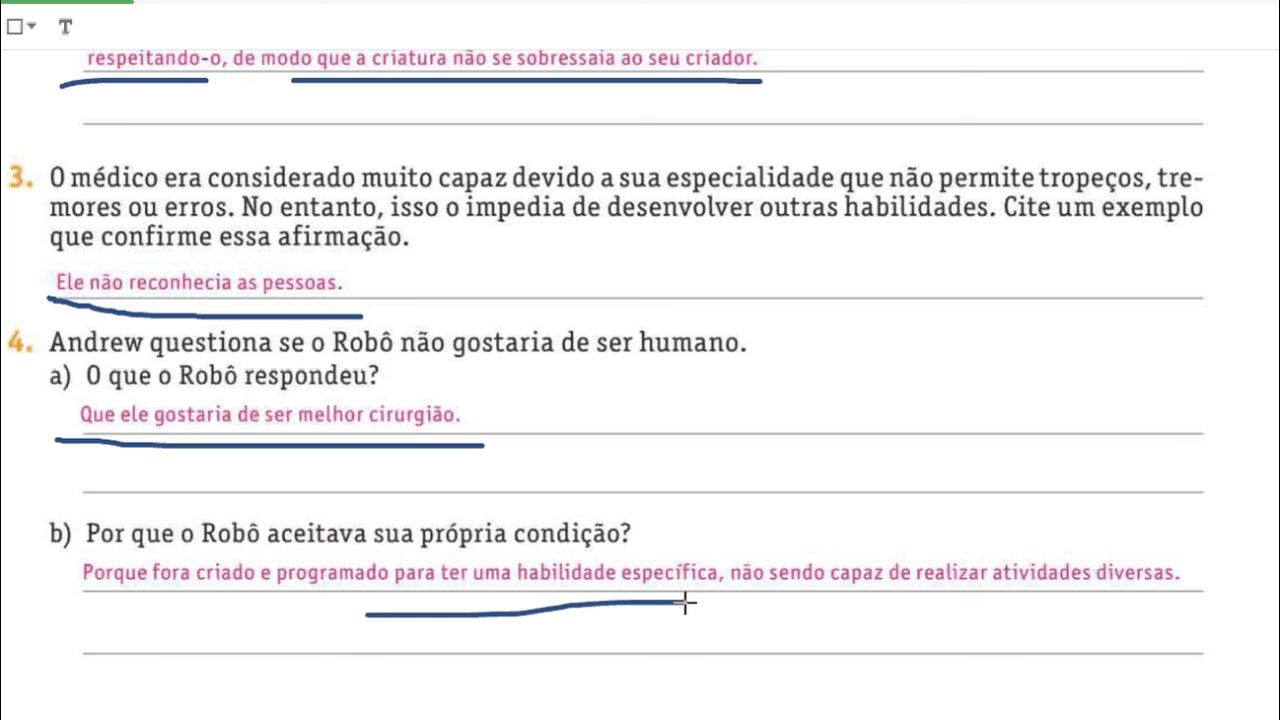 T
respeitando-o, de modo que a criatura não se sobressaia ao seu criador.
3. O médico era considerado muito capaz devido a sua especialidade que não permite tropeços, tre-
mores ou erros. No entanto, isso o impedia de desenvolver outras habilidades. Cite um exemplo
que confirme essa afirmação.
Ele não reconhecia as pessoas.
4. Andrew questiona se o Robô não gostaria de ser humano.
a) O que o Robô respondeu?
Que ele gostaria de ser melhor cirurgião.
b) Por que o Robô aceitava sua própria condição?
Porque fora criado e programado para ter uma habilidade específica, não sendo capaz de realizar atividades diversas.